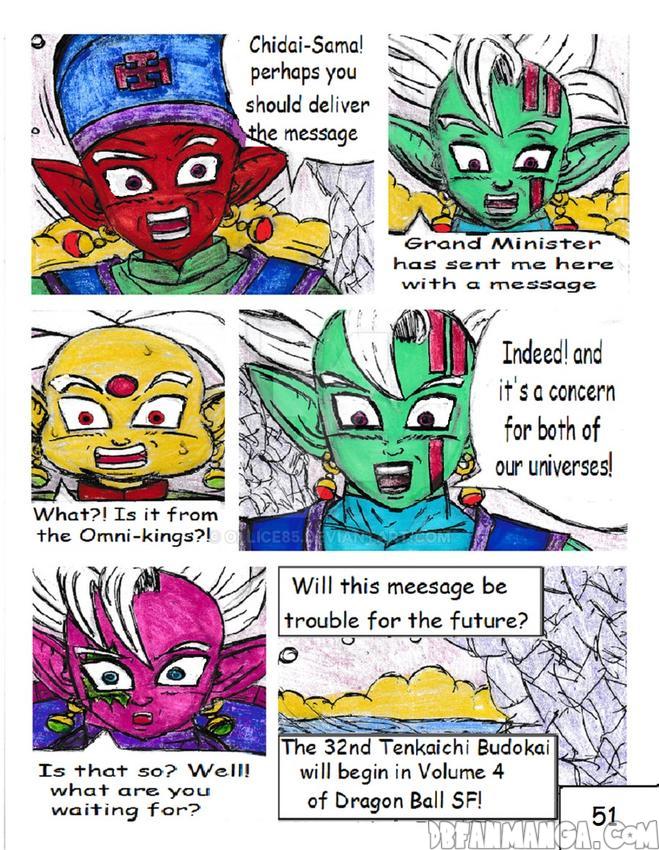 Chidai-Sama!
perhaps you
should deliver
the message
Grand Minister
has sent me here
with a message
What?! Is it from
the Omni-kings?!
Indeed! and
it's a concern
for both of
our universes!
© OLLICE85.DEVIANTART.COM
Is that so? Well!
what are you
waiting for?
Will this meesage be
trouble for the future?
The 32nd Tenkaichi Budokai
will begin in Volume 4
of Dragon Ball SF!
51
DBFANMANGA.COM